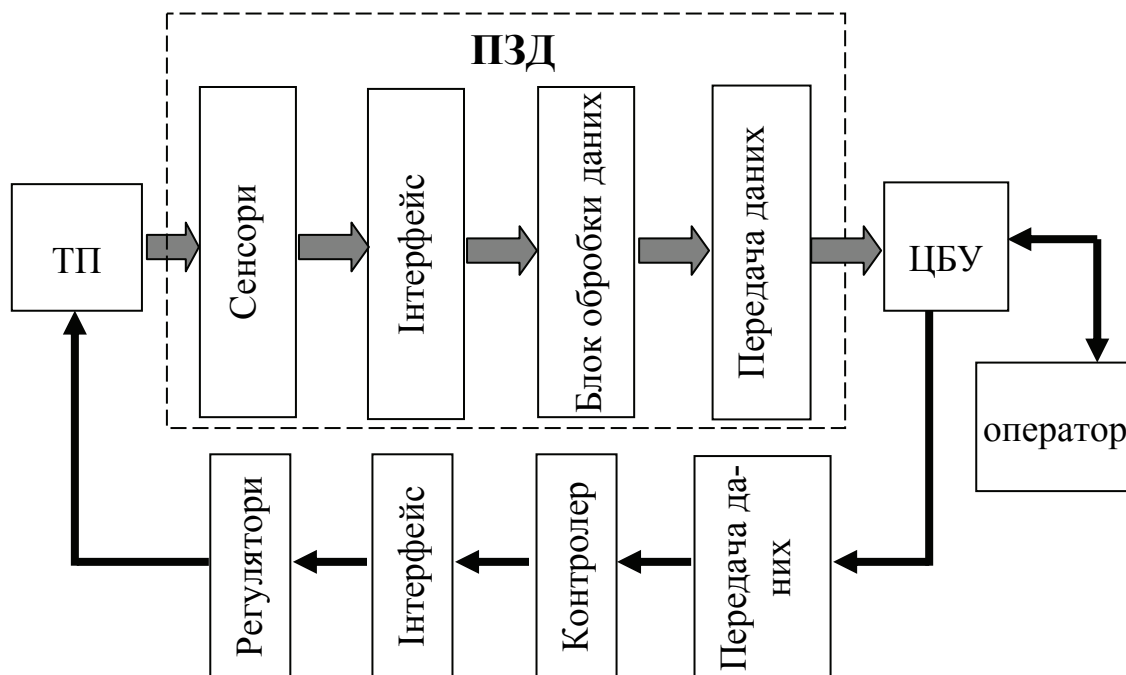 ПЗД
ТП
Сенсори
Інтерфейс
Блок обробки даних
Передача даних
ЦБУ
оператор
Регулятори
Інтерфейс
Контролер
Передача да-
них